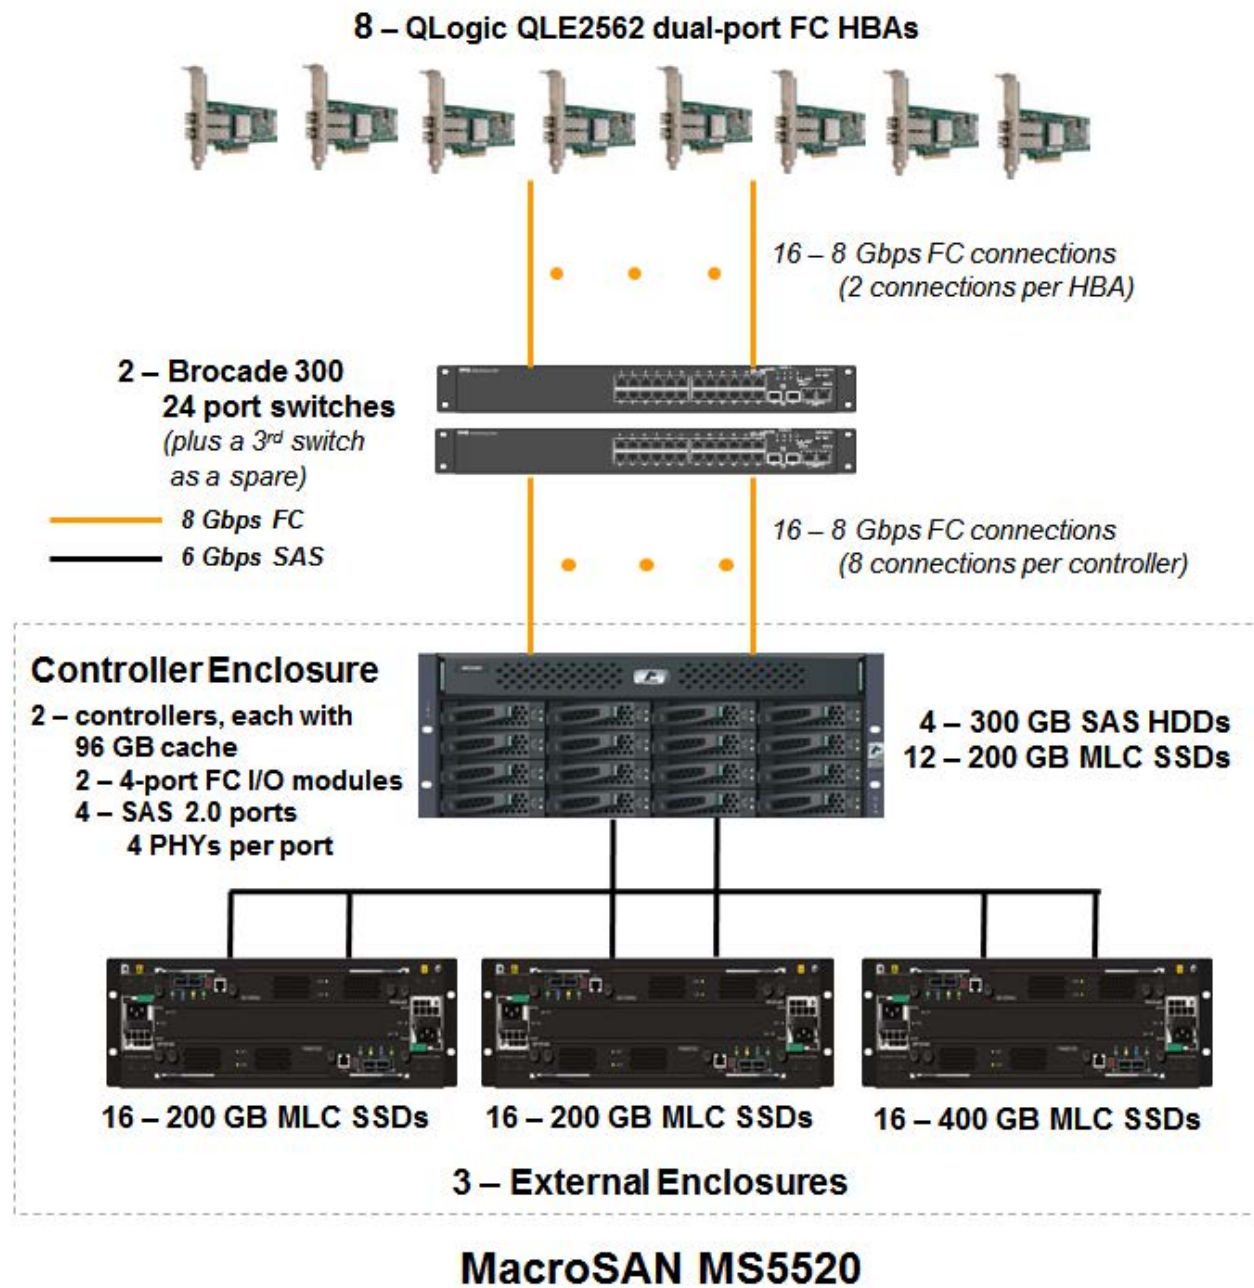 8 – QLogic QLE2562 dual-port FC HBAs
16 – 8 Gbps FC connections
(2 connections per HBA)
2 – Brocade 300
24 port switches
(plus a 3rd switch
as a spare)
8 Gbps FC
6 Gbps SAS
16 – 8 Gbps FC connections
(8 connections per controller)
Controller Enclosure
2 – controllers, each with
96 GB cache
2 – 4-port FC I/O modules
4 – SAS 2.0 ports
4 PHYs per port
4 – 300 GB SAS HDDs
12 – 200 GB MLC SSDs
16 – 200 GB MLC SSDs
16 – 200 GB MLC SSDs
16 – 400 GB MLC SSDs
3 – External Enclosures
MacroSAN MS5520